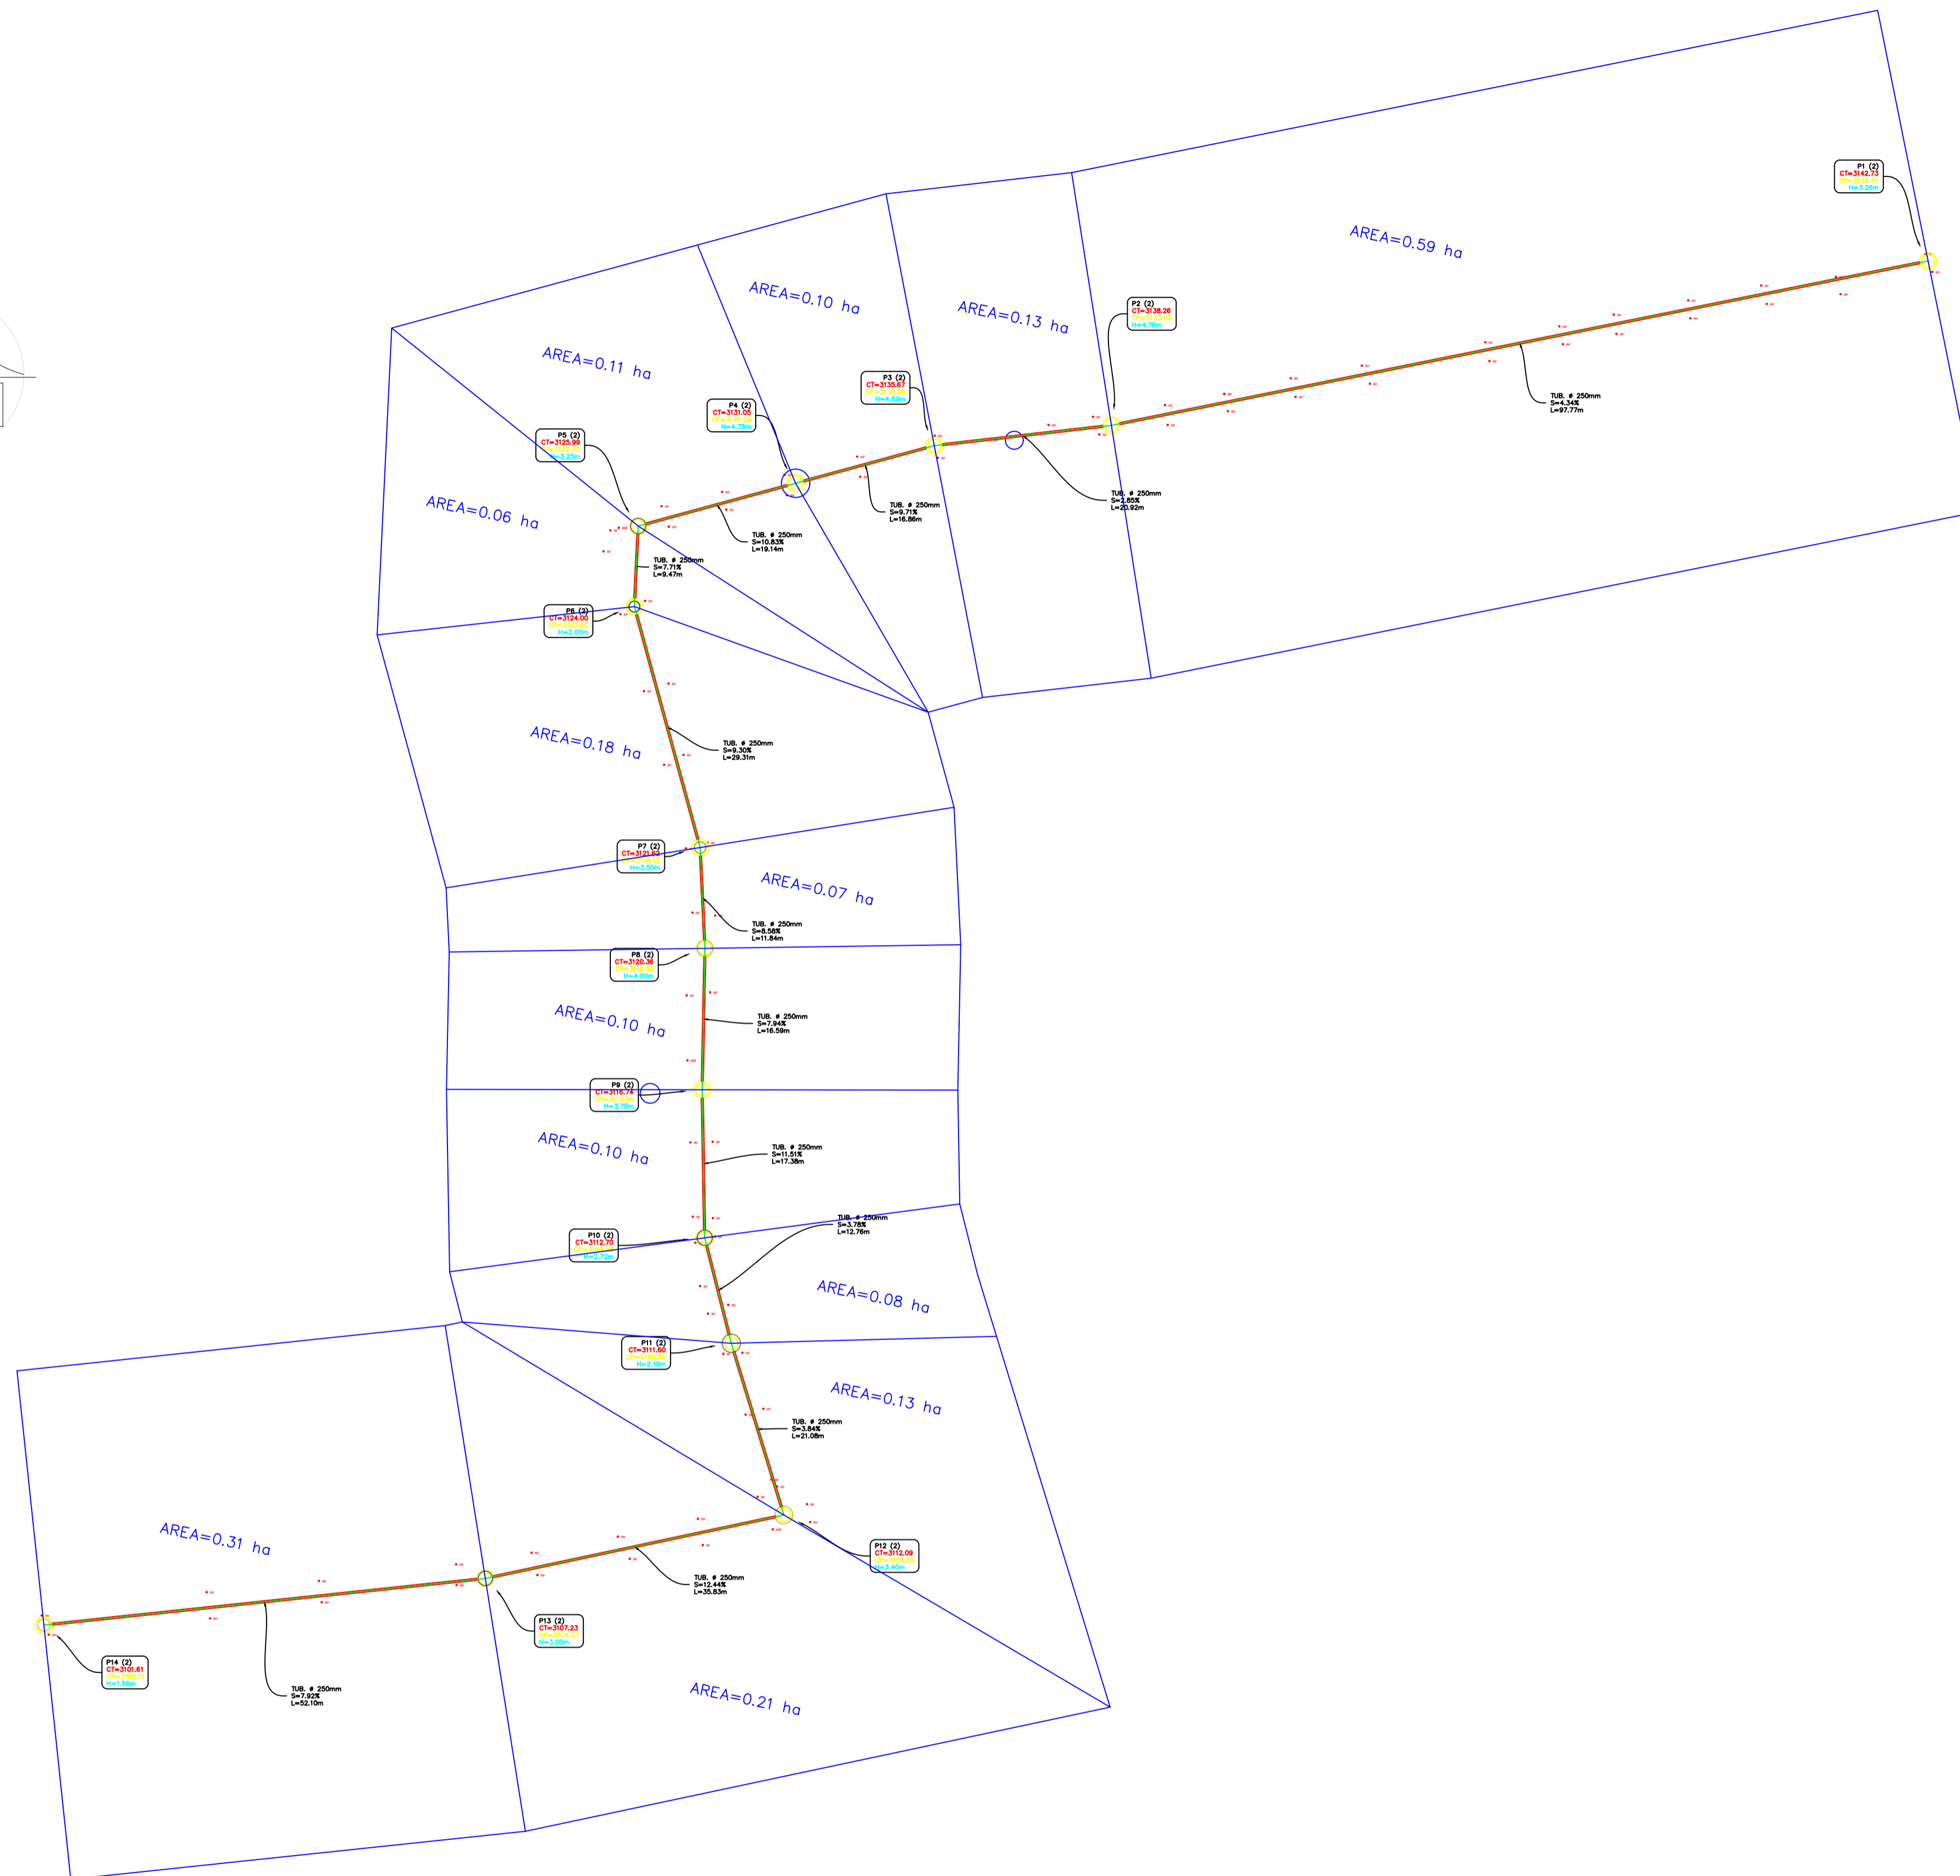 P1 (2)
CT=3142.73
H=3.26m
AREA=0.59 ha
AREA=0.10 ha
AREA=0.13 ha
P2 (2)
CT=3138.26
H=4.76m
AREA=0.11 ha
P3 (2)
CT=3135.67
H=4.69m
TUB. ø 250mm
S=4.34%
L=97.77m
P4 (2)
CT=3131.05
H=4.75m
P5 (2)
CT=3125.99
H=3.25m
TUB. ø 250mm
S=2.85%
L=20.92m
TUB. ø 250mm
S=9.71%
L=16.86m
AREA=0.06 ha
TUB. ø 250mm
S=10.83%
L=19.14m
TUB. ø 250mm
S=7.71%
L=9.47m
P6 (2)
CT=3124.00
H=2.00m
AREA=0.18 ha
TUB. ø 250mm
S=9.30%
L=29.31m
P7 (2)
CT=3121.62
H=3.50m
AREA=0.07 ha
TUB. ø 250mm
S=8.58%
L=11.84m
P8 (2)
CT=3120.36
H=4.00m
AREA=0.10 ha
TUB. ø 250mm
S=7.94%
L=16.59m
P9 (2)
CT=3116.74
H=3.70m
AREA=0.10 ha
TUB. ø 250mm
S=11.51%
L=17.38m
TUB. ø 250mm
S=3.78%
L=12.76m
P10 (2)
CT=3112.70
H=2.72m
AREA=0.08 ha
P11 (2)
CT=3111.60
H=2.10m
AREA=0.13 ha
TUB. ø 250mm
S=3.84%
L=21.08m
AREA=0.31 ha
P12 (2)
CT=3112.09
H=3.40m
TUB. ø 250mm
S=12.44%
L=35.83m
P13 (2)
CT=3107.23
H=3.00m
P14 (2)
CT=3101.61
H=1.50m
TUB. ø 250mm
S=7.92%
L=52.10m
AREA=0.21 ha